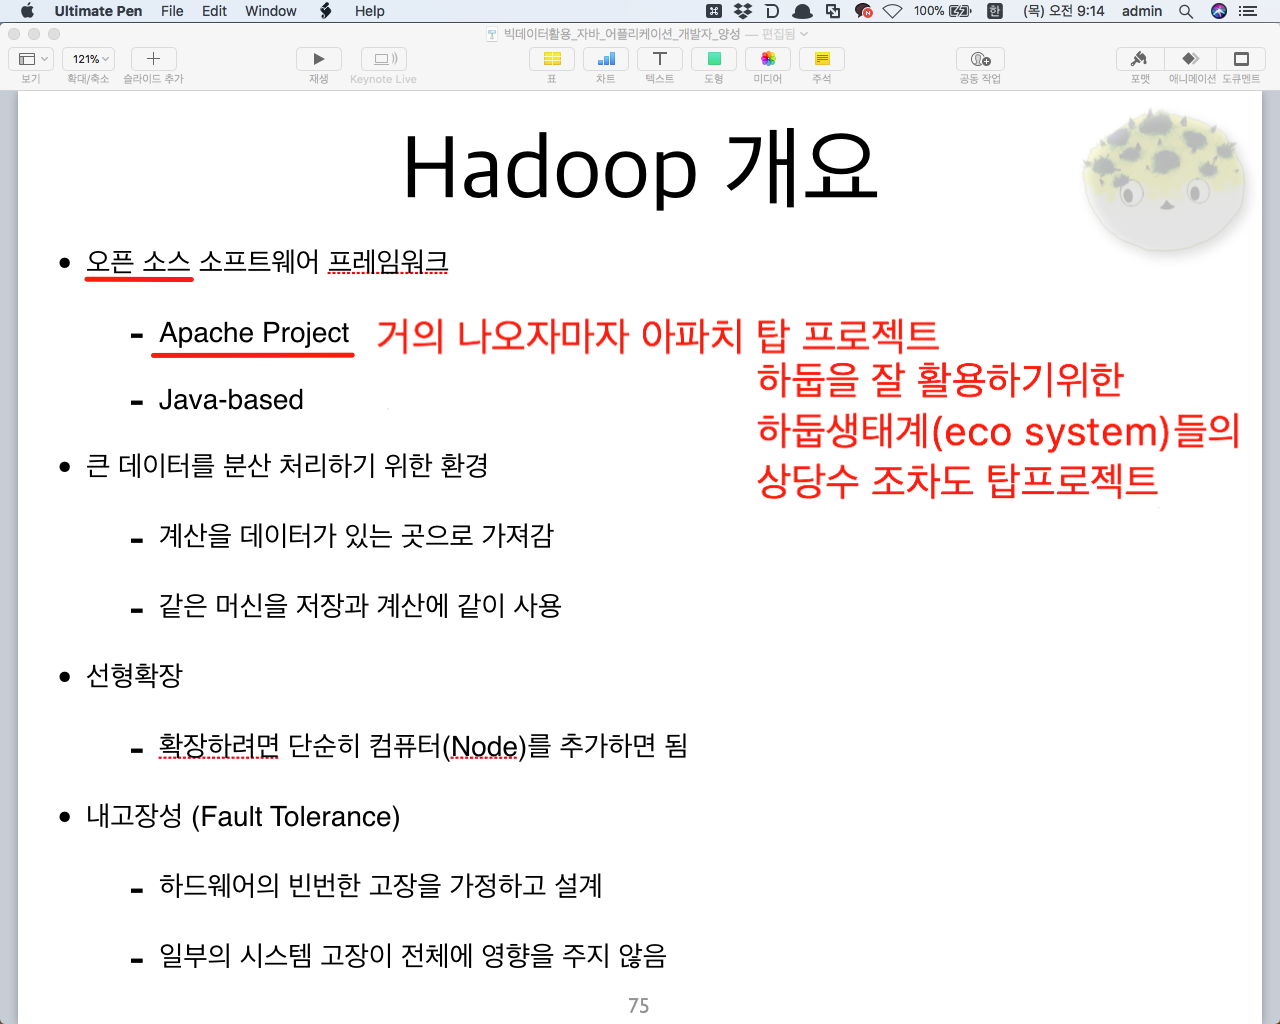 Ultimate Pen File Edit Window Help 100% 한 (목) 오전 9:14 admin
빅데이터활용_자바_어플리케이션_개발자_양성 — 편집됨
121%
보기 확대/축소 슬라이드 추가 재생 Keynote Live 표 차트 텍스트 도형 미디어 주석 공동 작업 포맷 애니메이션 도큐멘트
Hadoop 개요
• 오픈 소스 소프트웨어 프레임워크
- Apache Project 거의 나오자마자 아파치 탑 프로젝트
하둡을 잘 활용하기위한
- Java-based
하둡생태계(eco system)들의
• 큰 데이터를 분산 처리하기 위한 환경
상당수 조차도 탑프로젝트
- 계산을 데이터가 있는 곳으로 가져감
- 같은 머신을 저장과 계산에 같이 사용
• 선형확장
- 확장하려면 단순히 컴퓨터(Node)를 추가하면 됨
• 내고장성 (Fault Tolerance)
- 하드웨어의 빈번한 고장을 가정하고 설계
- 일부의 시스템 고장이 전체에 영향을 주지 않음
75